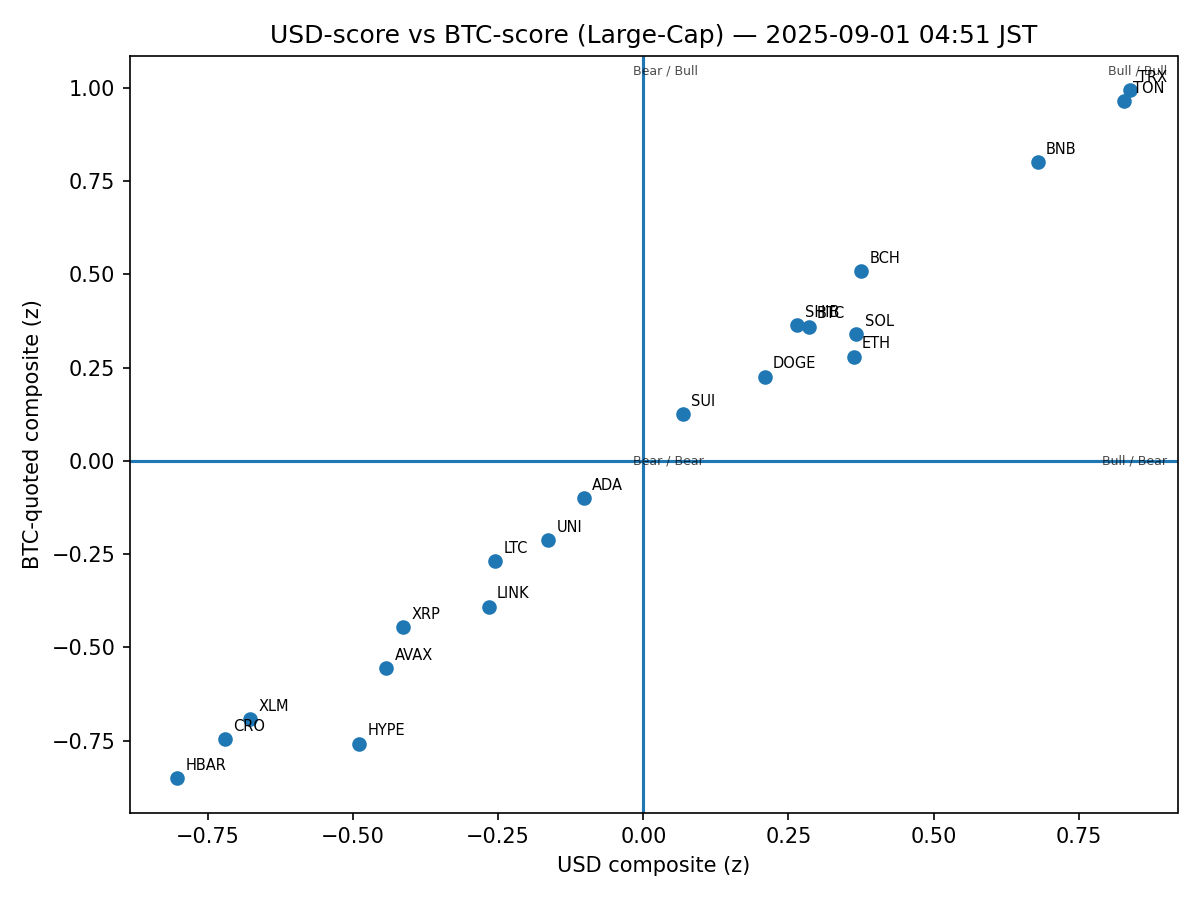 USD-score vs BTC-score (Large-Cap) — 2025-09-01 04:51 JST
Bear / Bull
Bull / Bull
TRX
TON
BNB
BCH
SHIB
BTC
SOL
ETH
DOGE
SUI
Bear / Bear
Bull / Bear
ADA
UNI
LTC
LINK
XRP
AVAX
XLM
CRO
HYPE
HBAR
1.00
0.75
0.50
0.25
0.00
−0.25
−0.50
−0.75
BTC-quoted composite (z)
−0.75
−0.50
−0.25
0.00
0.25
0.50
0.75
USD composite (z)